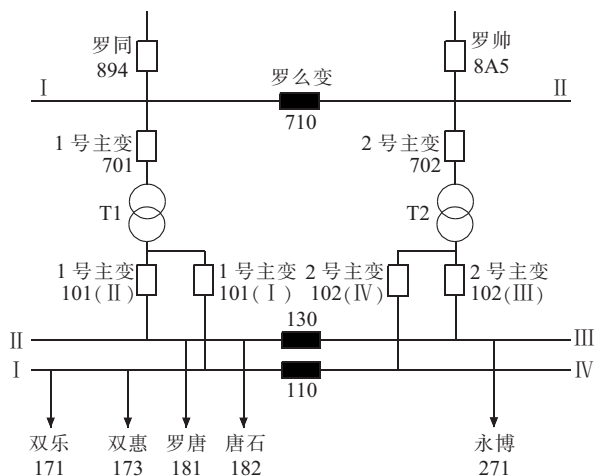 罗同
894
罗帅
8A5
罗么变
Ⅰ
Ⅱ
710
1号主变
701
2号主变
702
T1
T2
1号主变
101(Ⅱ)
1号主变
101(Ⅰ)
2号主变
102(Ⅳ)
2号主变
102(Ⅲ)
130
Ⅱ
Ⅲ
Ⅰ
Ⅳ
110
双乐
171
双惠
173
罗唐
181
唐石
182
永博
271